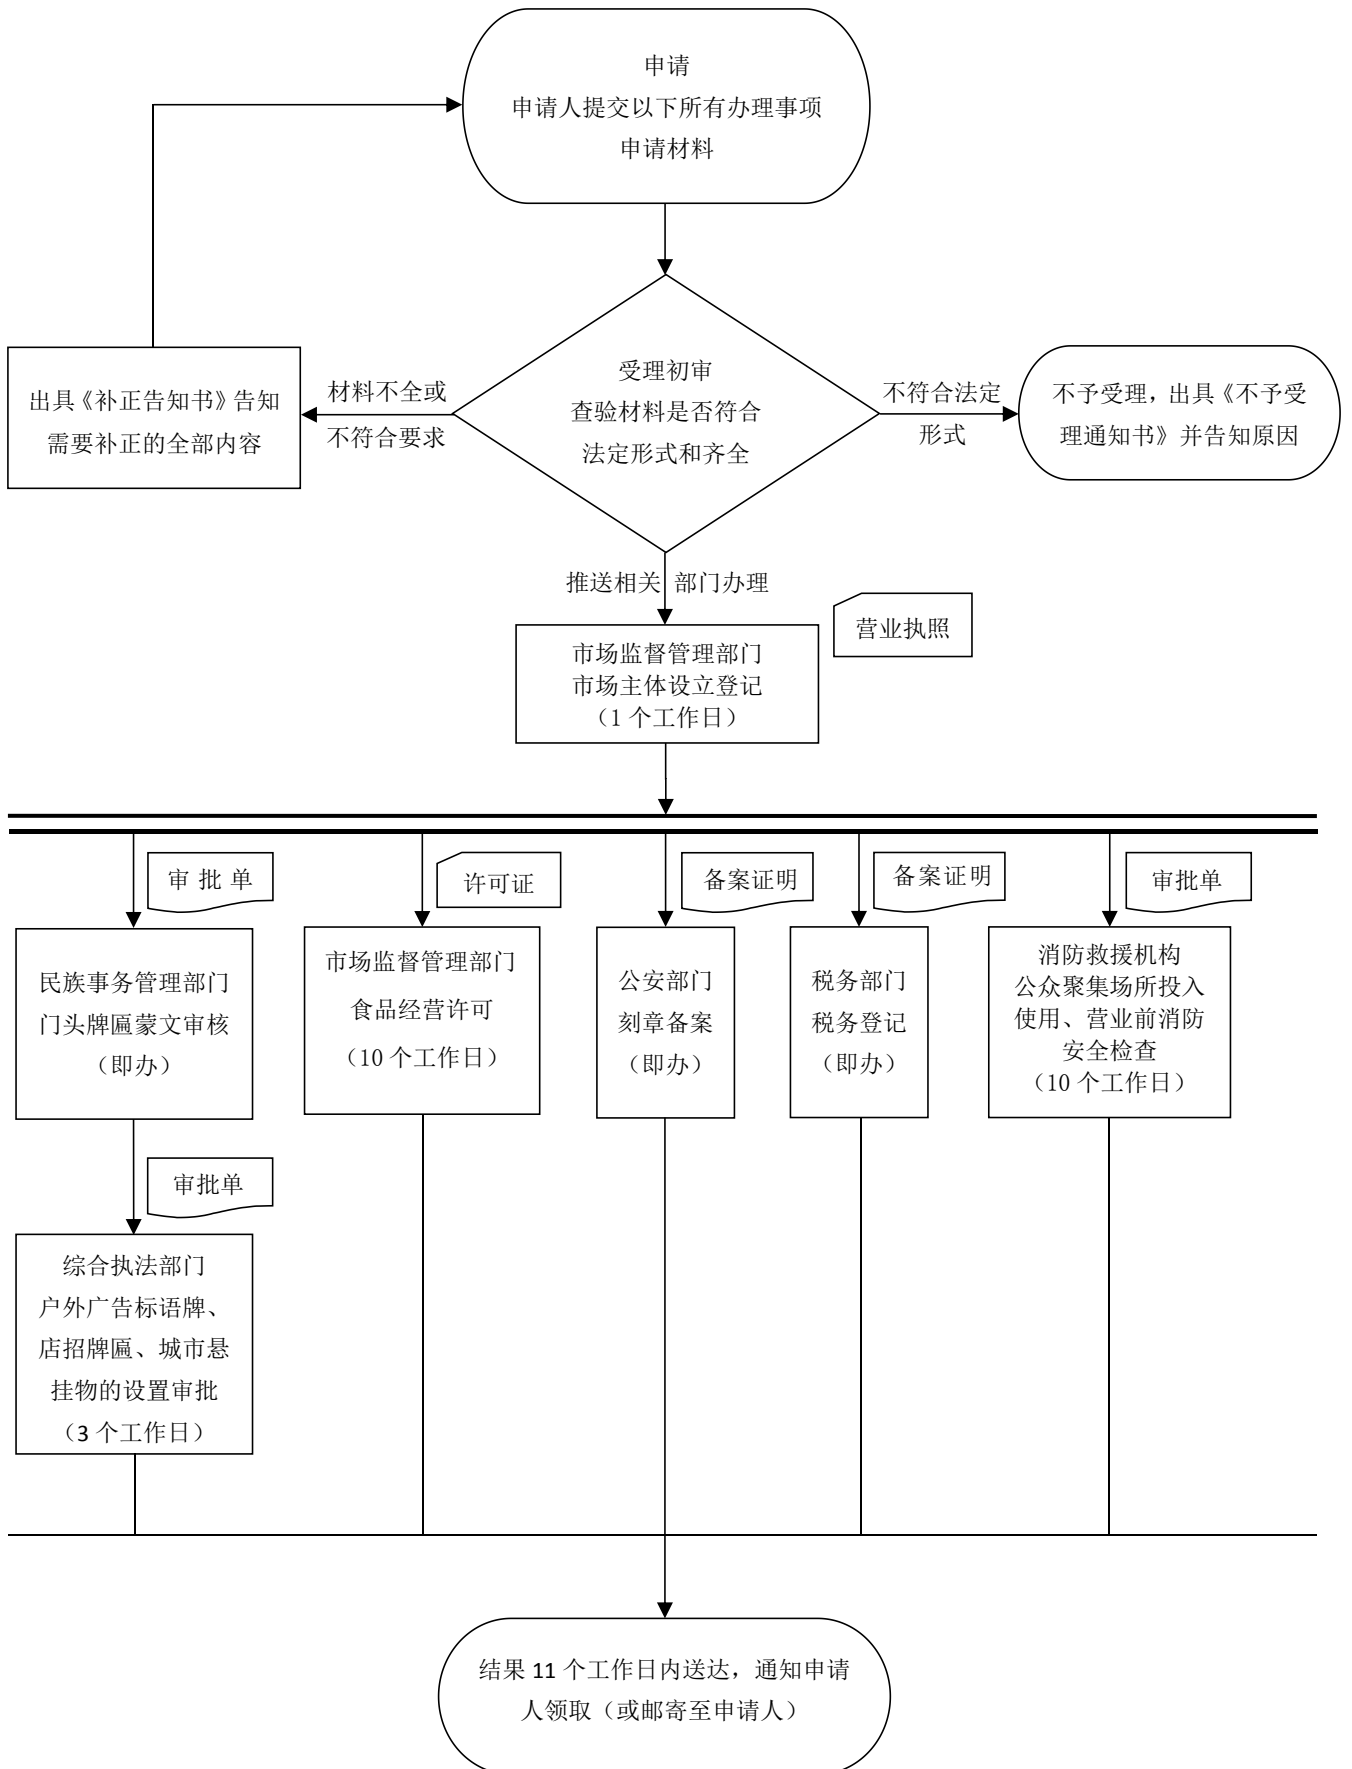 申请
申请人提交以下所有办理事项
申请材料
受理初审
查验材料是否符合
法定形式和齐全
材料不全或
不符合要求
出具《补正告知书》告知
需要补正的全部内容
不符合法定
形式
不予受理，出具《不予受
理通知书》并告知原因
推送相关 部门办理
营业执照
市场监督管理部门
市场主体设立登记
（1 个工作日）
审 批 单
许可证
备案证明
备案证明
审批单
民族事务管理部门
门头牌匾蒙文审核
（即办）
市场监督管理部门
食品经营许可
（10 个工作日）
公安部门
刻章备案
（即办）
税务部门
税务登记
（即办）
消防救援机构
公众聚集场所投入
使用、营业前消防
安全检查
（10 个工作日）
审批单
综合执法部门
户外广告标语牌、
店招牌匾、城市悬
挂物的设置审批
（3 个工作日）
结果 11 个工作日内送达，通知申请
人领取（或邮寄至申请人）